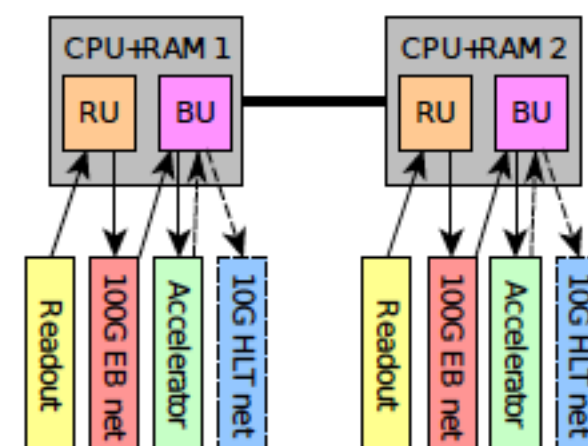 CPU+RAM 1
RU
BU
CPU+RAM 2
RU
BU
Readout
100G EB net
Accelerator
10G HLT net
Readout
100G EB net
Accelerator
10G HLT net